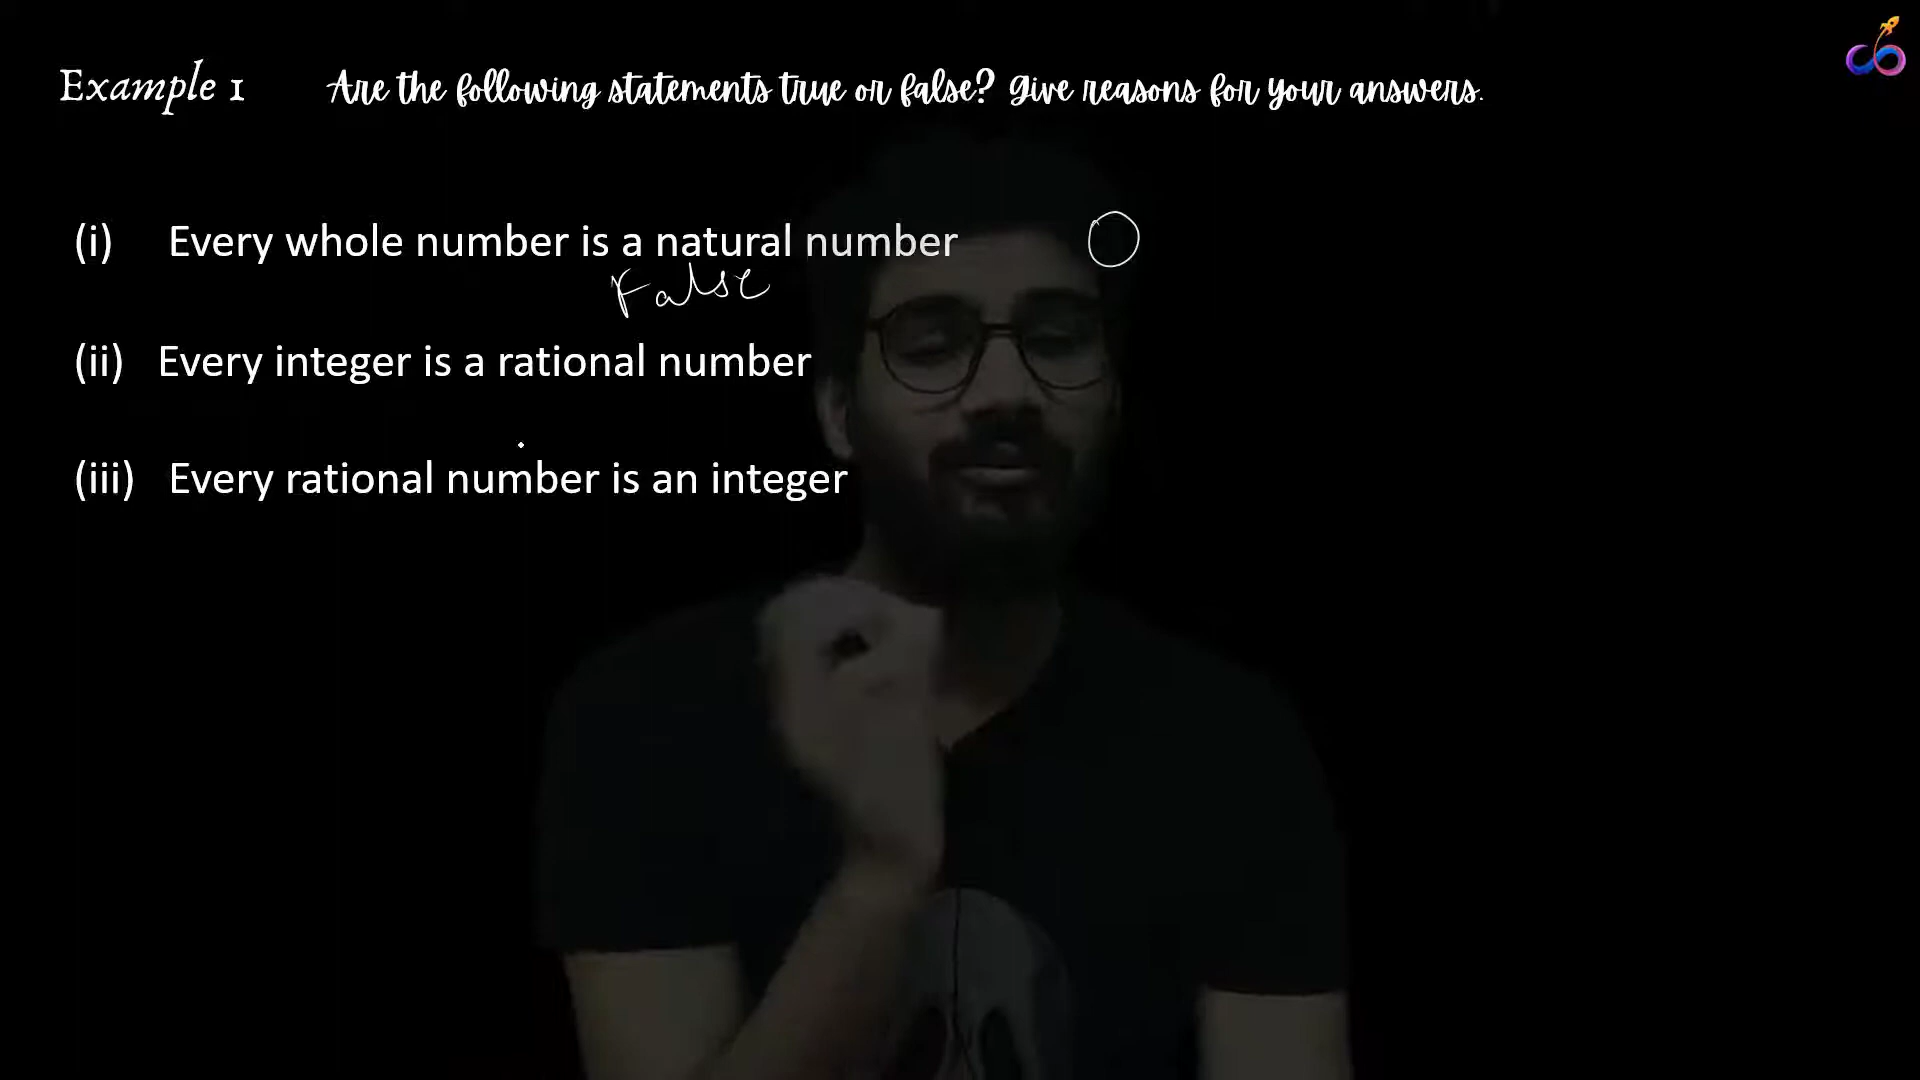 Example 1 Are the following statements true or false? Give reasons for your answers.
(i) Every whole number is a natural number 0
False
(ii) Every integer is a rational number
(iii) Every rational number is an integer